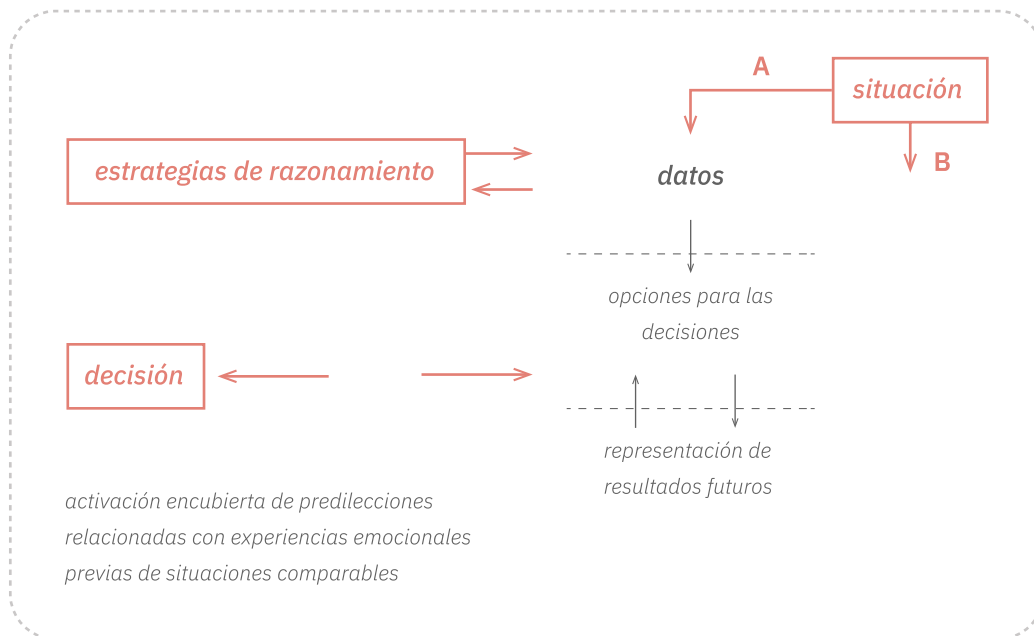 A
situación
B
estrategias de razonamiento
datos
opciones para las
decisiones
decisión
representación de
resultados futuros
activación encubierta de predilecciones
relacionadas con experiencias emocionales
previas de situaciones comparables